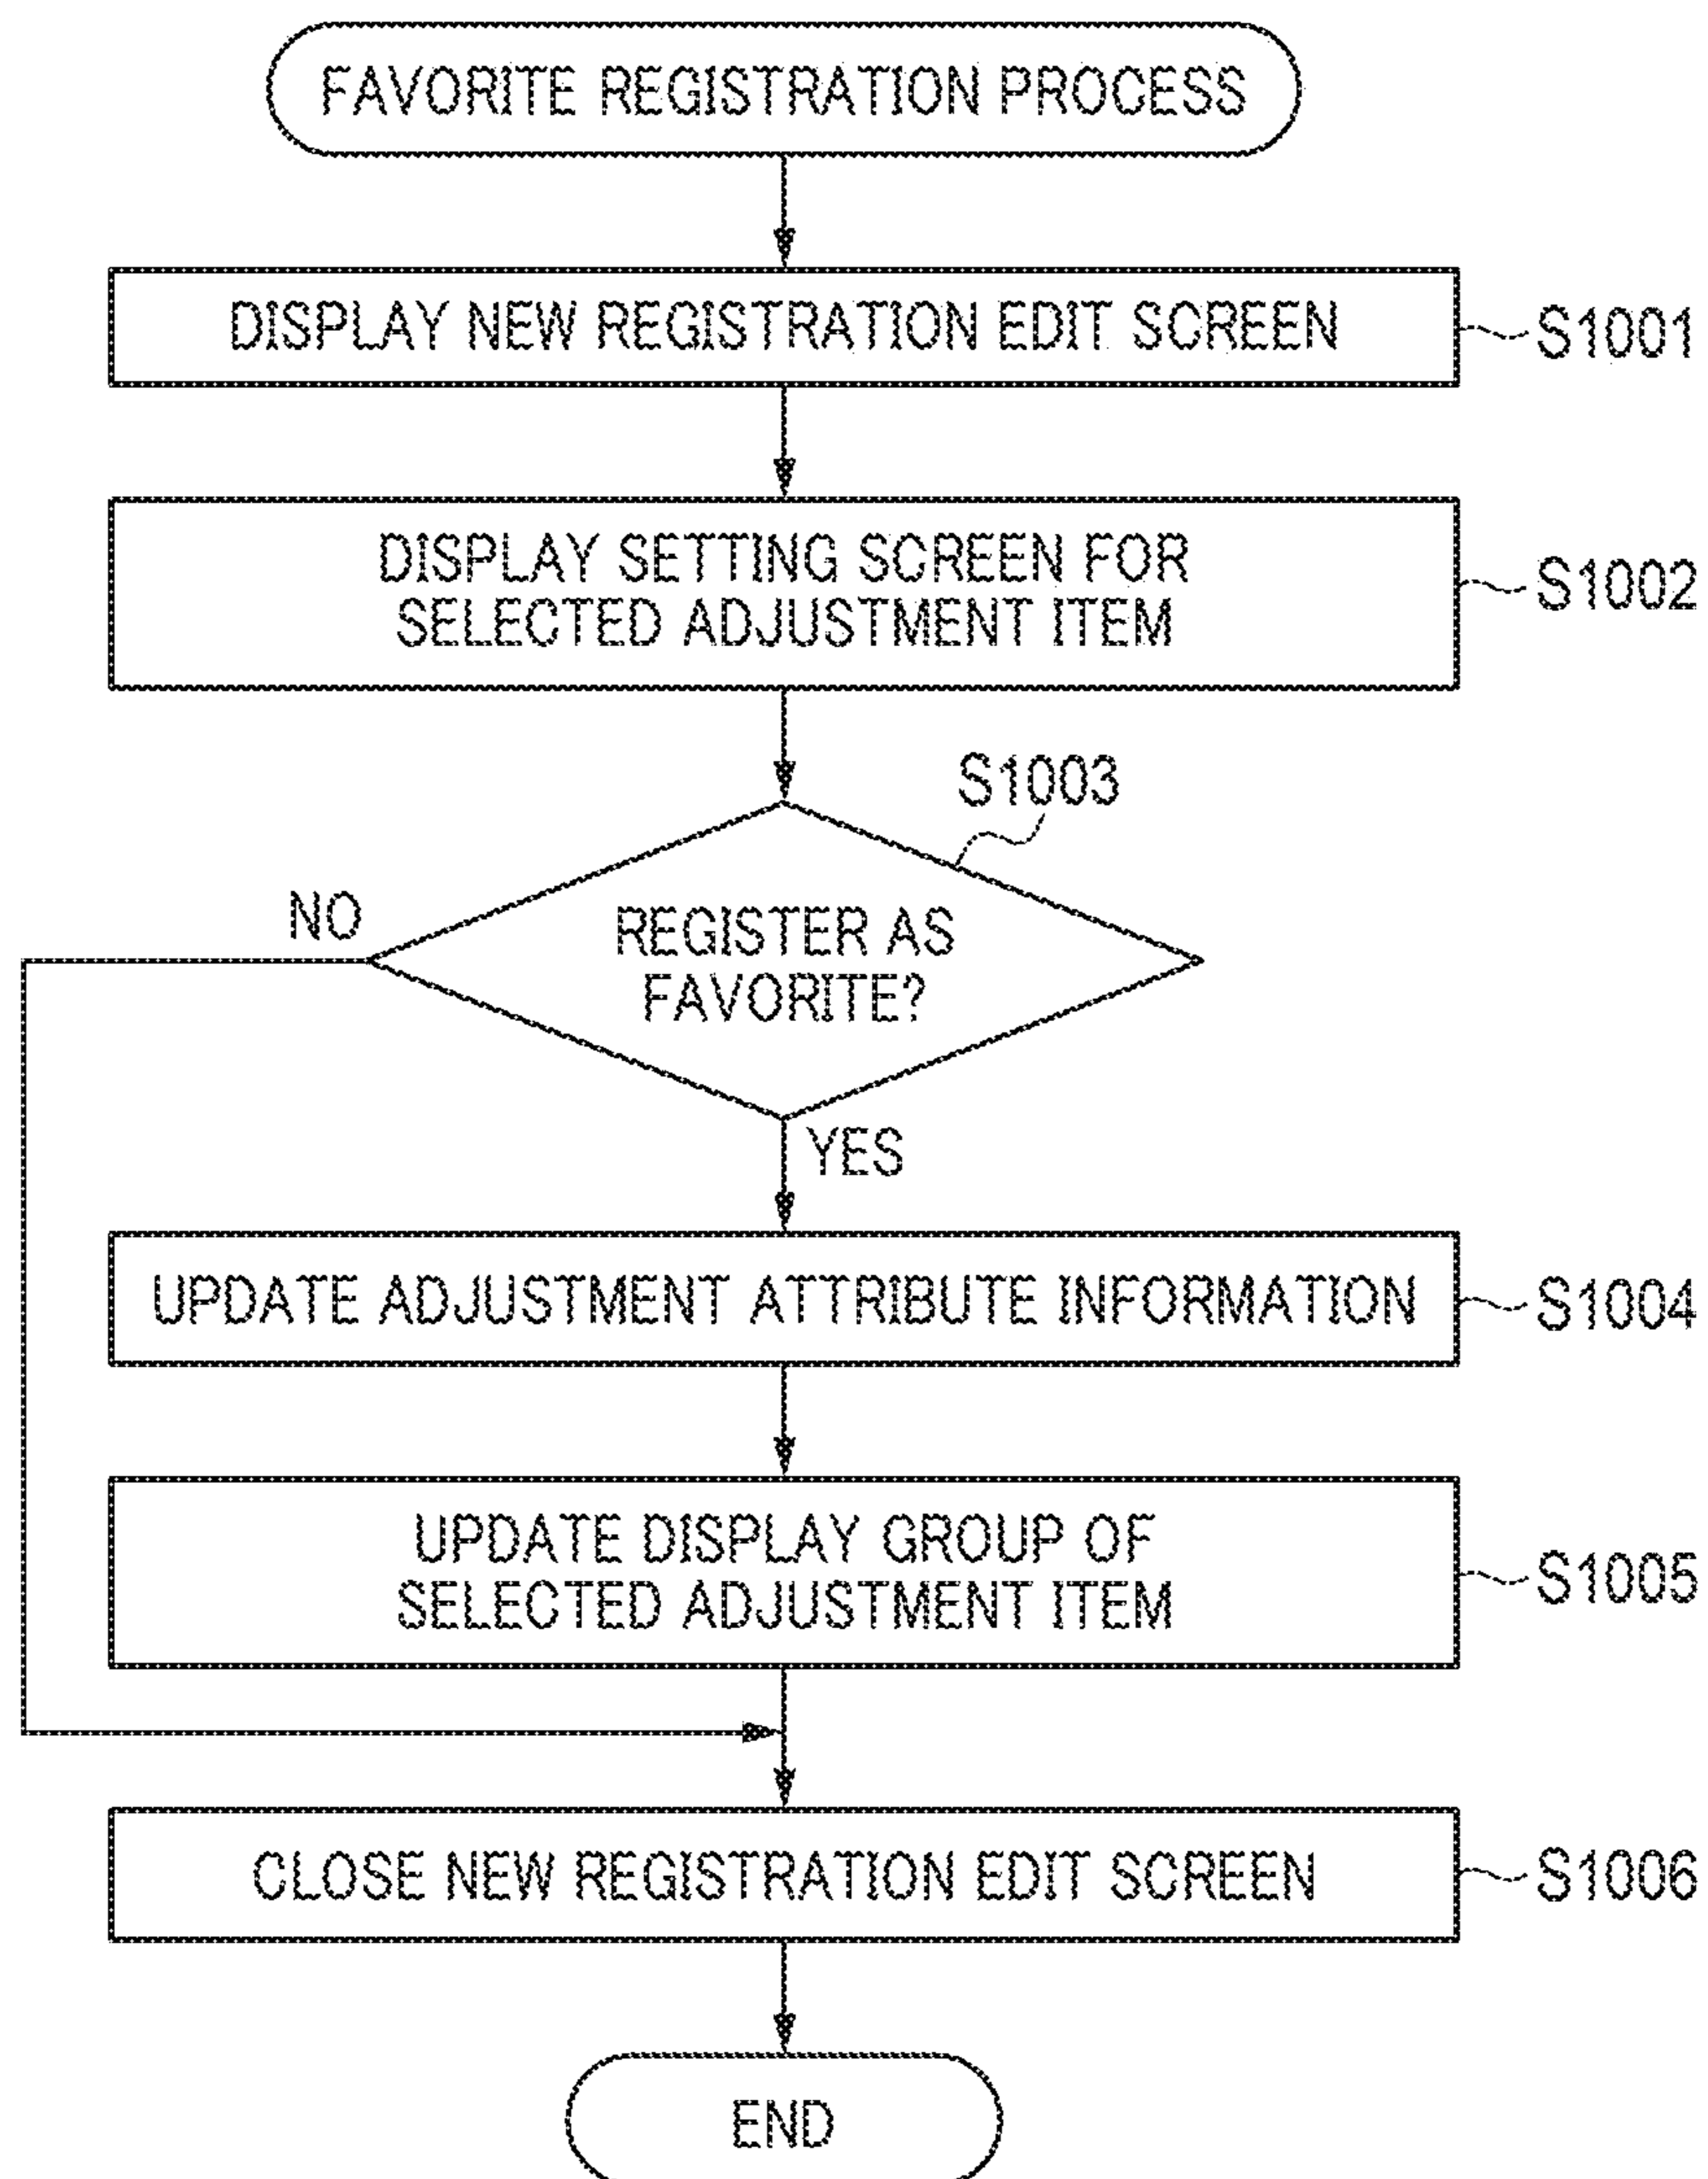 FAVORITE REGISTRATION PROCESS
DISPLAY NEW REGISTRATION EDIT SCREEN
S1001
DISPLAY SETTING SCREEN FOR
SELECTED ADJUSTMENT ITEM
S1002
S1003
NO
REGISTER AS
FAVORITE?
YES
UPDATE ADJUSTMENT ATTRIBUTE INFORMATION
S1004
UPDATE DISPLAY GROUP OF
SELECTED ADJUSTMENT ITEM
S1005
CLOSE NEW REGISTRATION EDIT SCREEN
S1006
END